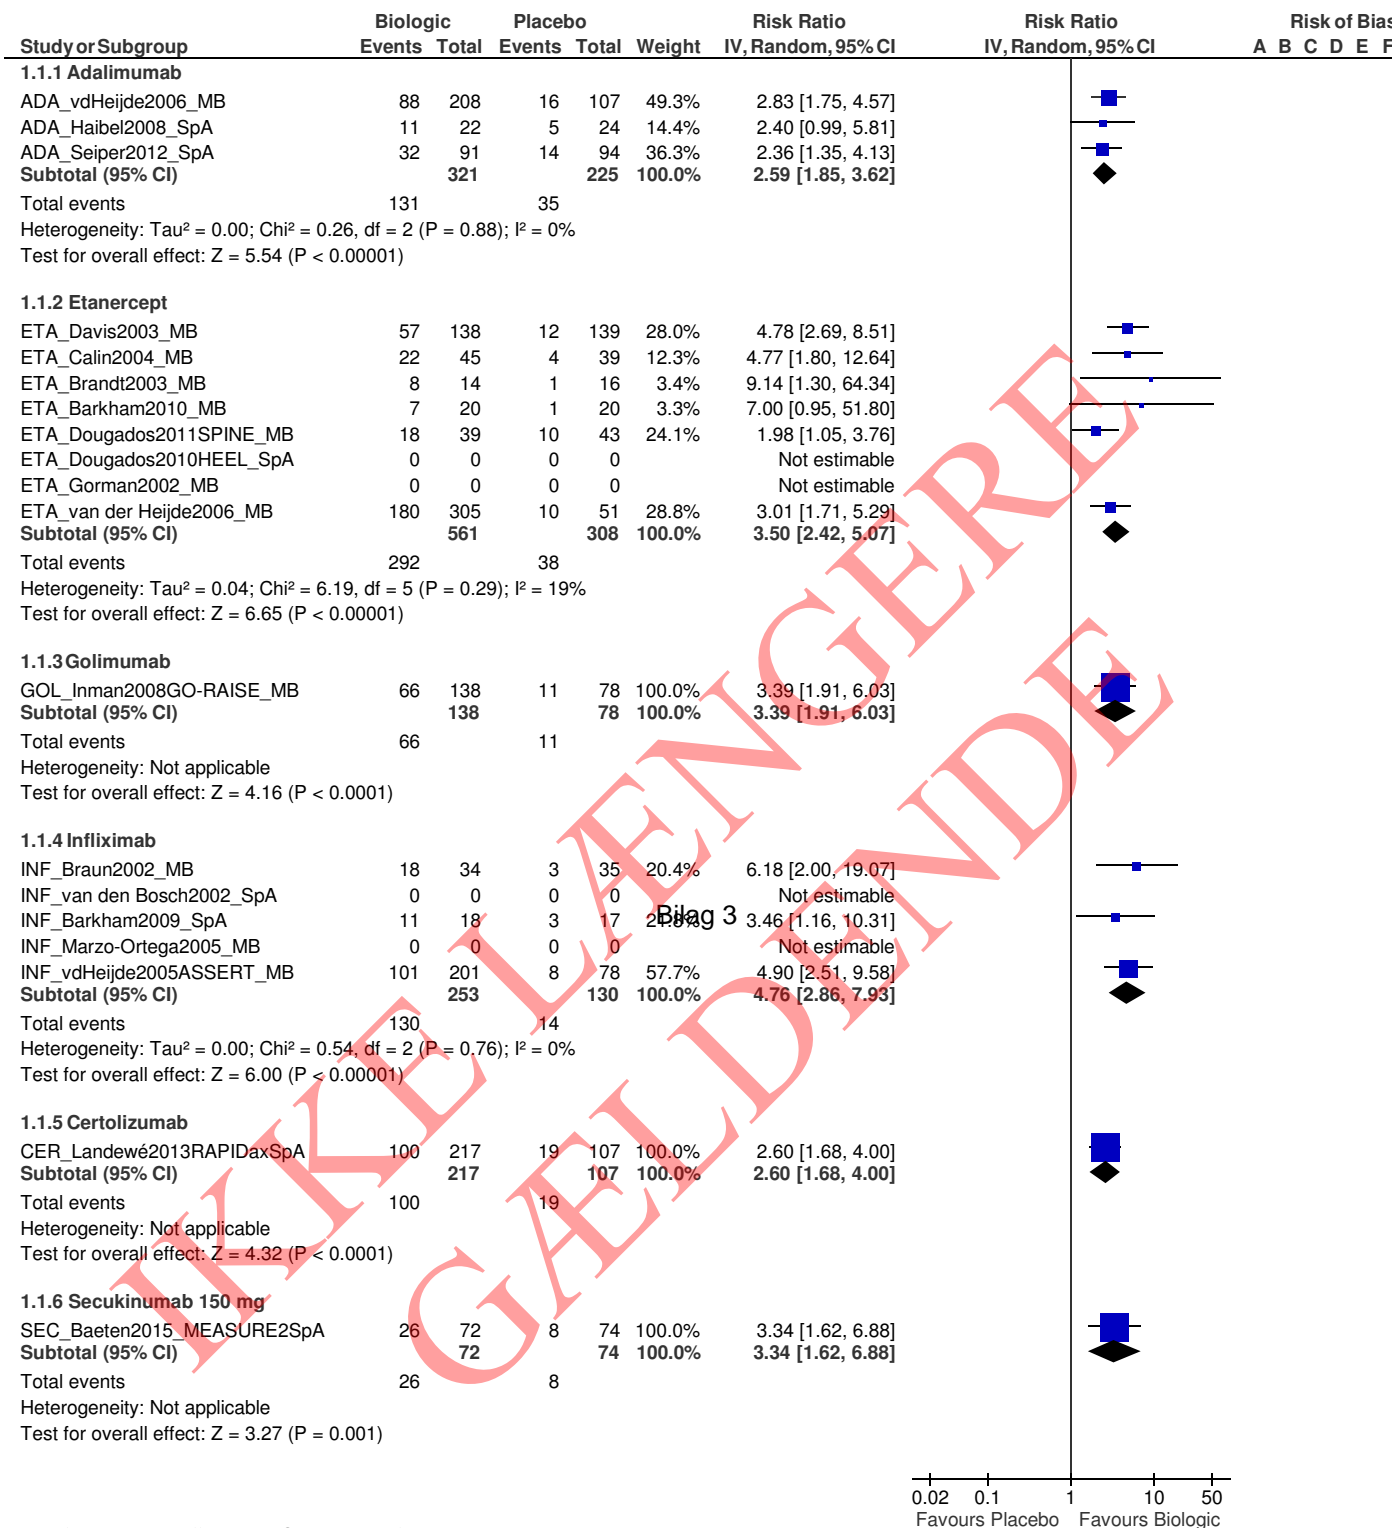 Biologic Placebo Risk Ratio Risk Ratio Risk of Bias
Study or Subgroup Events Total Events Total Weight IV, Random, 95% CI IV, Random, 95% CI A B C D E F
1.1.1 Adalimumab
ADA_vdHeijde2006_MB 88 208 16 107 49.3% 2.83 [1.75, 4.57]
ADA_Haibel2008_SpA 11 22 5 24 14.4% 2.40 [0.99, 5.81]
ADA_Seiper2012_SpA 32 91 14 94 36.3% 2.36 [1.35, 4.13]
Subtotal (95% CI) 321 225 100.0% 2.59 [1.85, 3.62]
Total events 131 35
Heterogeneity: Tau² = 0.00; Chi² = 0.26, df = 2 (P = 0.88); I² = 0%
Test for overall effect: Z = 5.54 (P < 0.00001)
1.1.2 Etanercept
ETA_Davis2003_MB 57 138 12 139 28.0% 4.78 [2.69, 8.51]
ETA_Calin2004_MB 22 45 4 39 12.3% 4.77 [1.80, 12.64]
ETA_Brandt2003_MB 8 14 1 16 3.4% 9.14 [1.30, 64.34]
ETA_Barkham2010_MB 7 20 1 20 3.3% 7.00 [0.95, 51.80]
ETA_Dougados2011SPINE_MB 18 39 10 43 24.1% 1.98 [1.05, 3.76]
ETA_Dougados2010HEEL_SpA 0 0 0 0 Not estimable
ETA_Gorman2002_MB 0 0 0 0 Not estimable
ETA_van der Heijde2006_MB 180 305 10 51 28.8% 3.01 [1.71, 5.29]
Subtotal (95% CI) 561 308 100.0% 3.50 [2.42, 5.07]
Total events 292 38
Heterogeneity: Tau² = 0.04; Chi² = 6.19, df = 5 (P = 0.29); I² = 19%
Test for overall effect: Z = 6.65 (P < 0.00001)
1.1.3 Golimumab
GOL_Inman2008GO-RAISE_MB 66 138 11 78 100.0% 3.39 [1.91, 6.03]
Subtotal (95% CI) 138 78 100.0% 3.39 [1.91, 6.03]
Total events 66 11
Heterogeneity: Not applicable
Test for overall effect: Z = 4.16 (P < 0.0001)
1.1.4 Infliximab
INF_Braun2002_MB 18 34 3 35 20.4% 6.18 [2.00, 19.07]
INF_van den Bosch2002_SpA 0 0 0 0 Not estimable
INF_Barkham2009_SpA 11 18 3 17 21.8% 3.46 [1.16, 10.31]
Bilag 3
INF_Marzo-Ortega2005_MB 0 0 0 0 Not estimable
INF_vdHeijde2005ASSERT_MB 101 201 8 78 57.7% 4.90 [2.51, 9.58]
Subtotal (95% CI) 253 130 100.0% 4.76 [2.86, 7.93]
Total events 130 14
Heterogeneity: Tau² = 0.00; Chi² = 0.54, df = 2 (P = 0.76); I² = 0%
Test for overall effect: Z = 6.00 (P < 0.00001)
1.1.5 Certolizumab
CER_Landewé2013RAPIDaxSpA 100 217 19 107 100.0% 2.60 [1.68, 4.00]
Subtotal (95% CI) 217 107 100.0% 2.60 [1.68, 4.00]
Total events 100 19
Heterogeneity: Not applicable
Test for overall effect: Z = 4.32 (P < 0.0001)
1.1.6 Secukinumab 150 mg
SEC_Baeten2015_MEASURE2SpA 26 72 8 74 100.0% 3.34 [1.62, 6.88]
Subtotal (95% CI) 72 74 100.0% 3.34 [1.62, 6.88]
Total events 26 8
Heterogeneity: Not applicable
Test for overall effect: Z = 3.27 (P = 0.001)
0.02 0.1 1 10 50
Favours Placebo Favours Biologic
IKKE LÆNGERE
GÆLDENDE